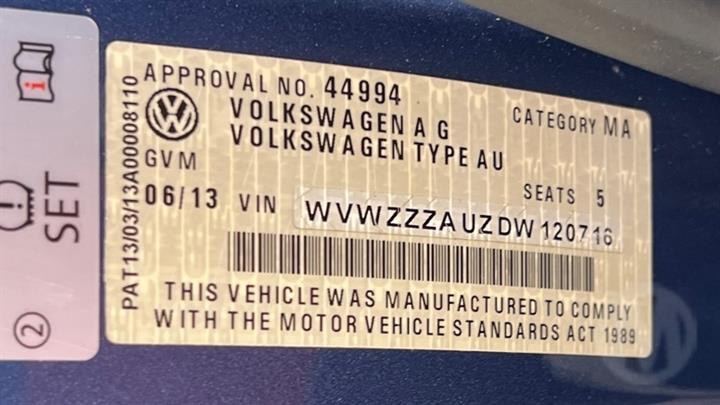 APPROVAL NO. 44994
CATEGORY MA
VOLKSWAGEN A G
VOLKSWAGEN TYPE AU
GVM
SEATS 5
06/13 VIN WVWZZZAUZDW120716
THIS VEHICLE WAS MANUFACTURED TO COMPLY
WITH THE MOTOR VEHICLE STANDARDS ACT 1989
PAT13/03/13A00008110
SET
2